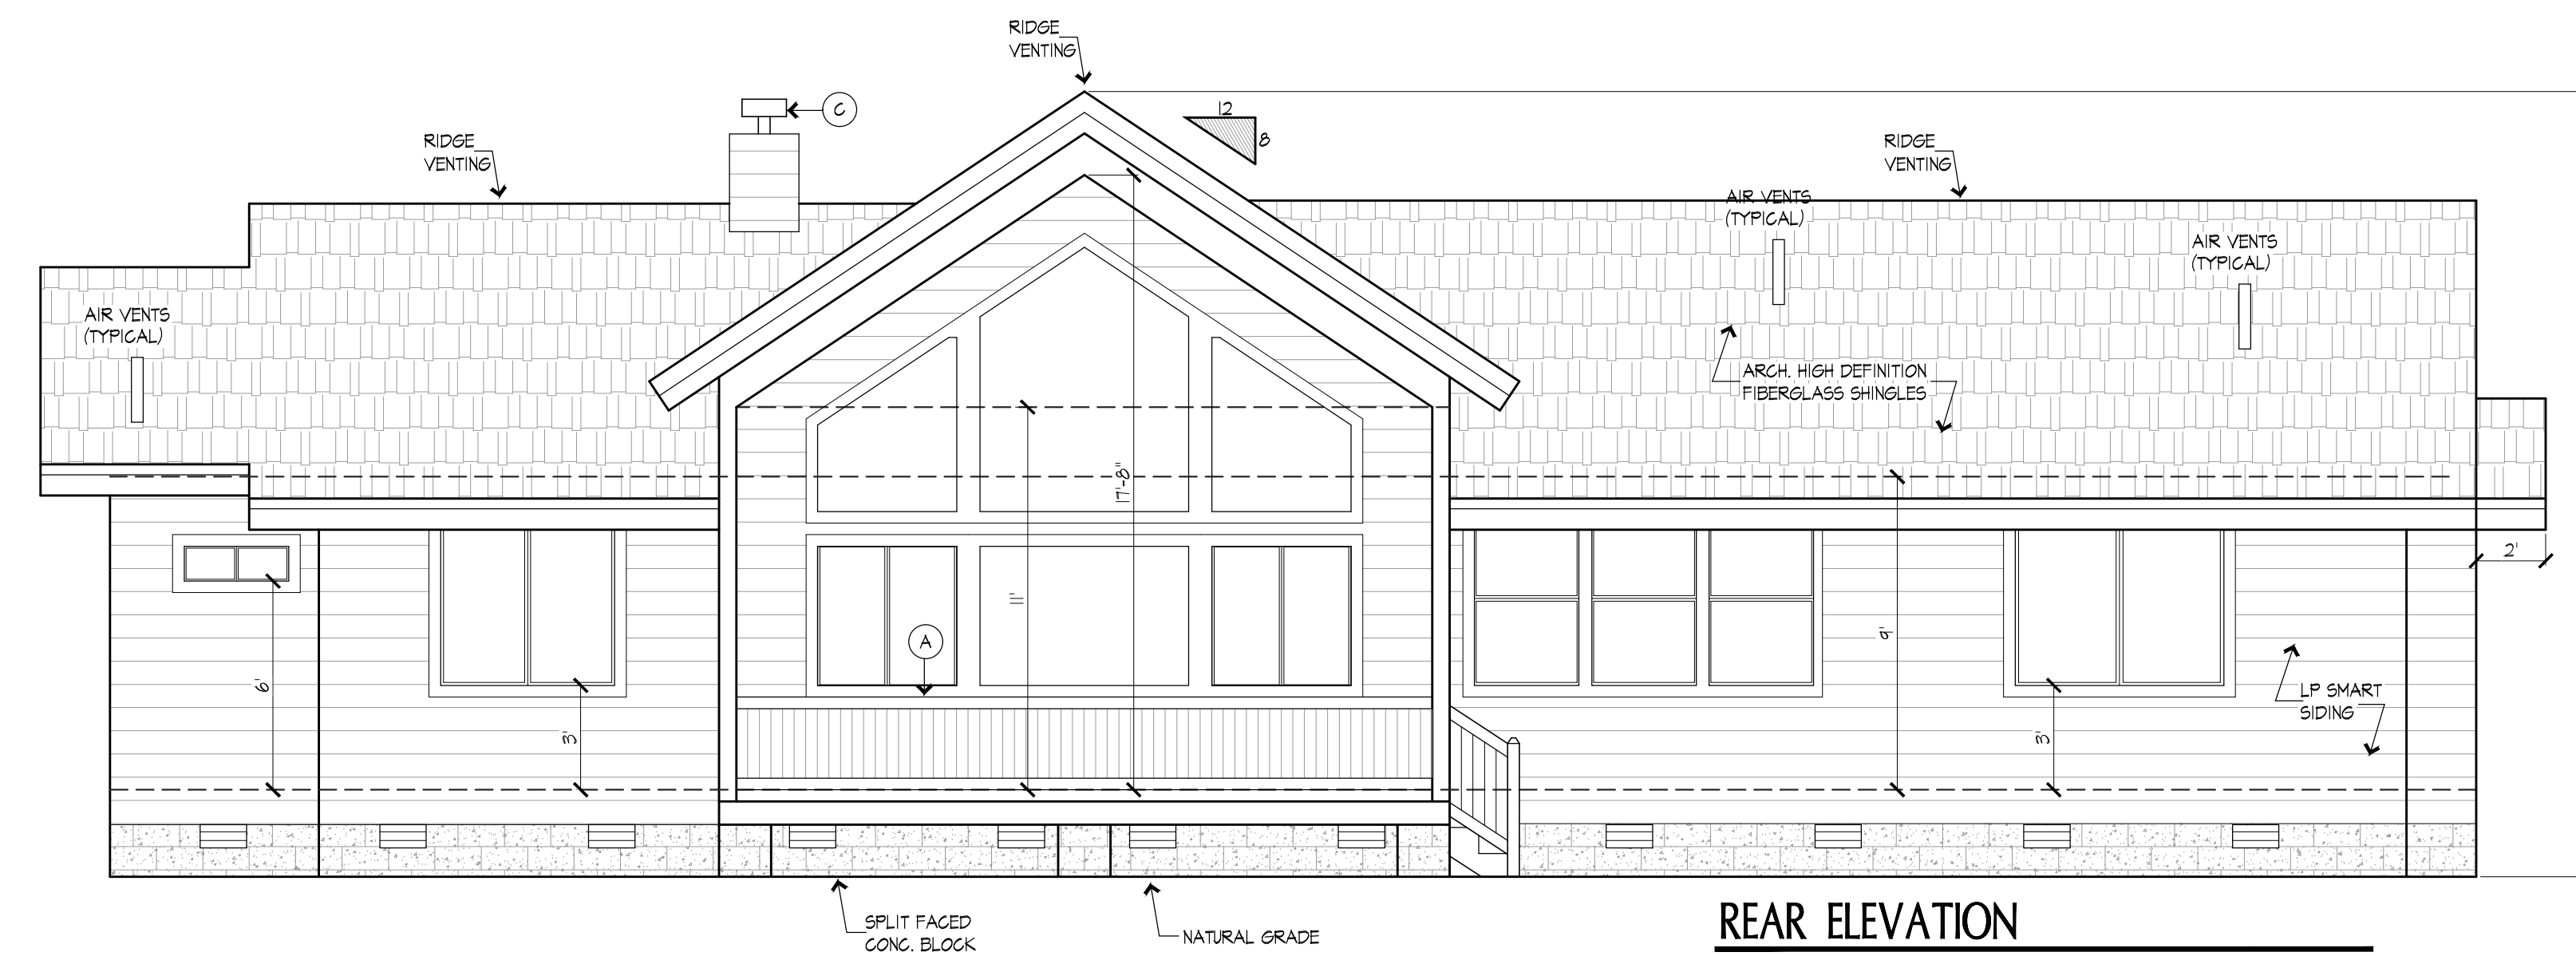 RIDGE
VENTING
C
12
8
RIDGE
VENTING
RIDGE
VENTING
AIR VENTS
(TYPICAL)
AIR VENTS
(TYPICAL)
AIR VENTS
(TYPICAL)
ARCH. HIGH DEFINITION
FIBERGLASS SHINGLES
17'-8"
2'
11'
9'
A
6'
3'
3'
LP SMART
SIDING
SPLIT FACED
CONC. BLOCK
NATURAL GRADE
REAR ELEVATION